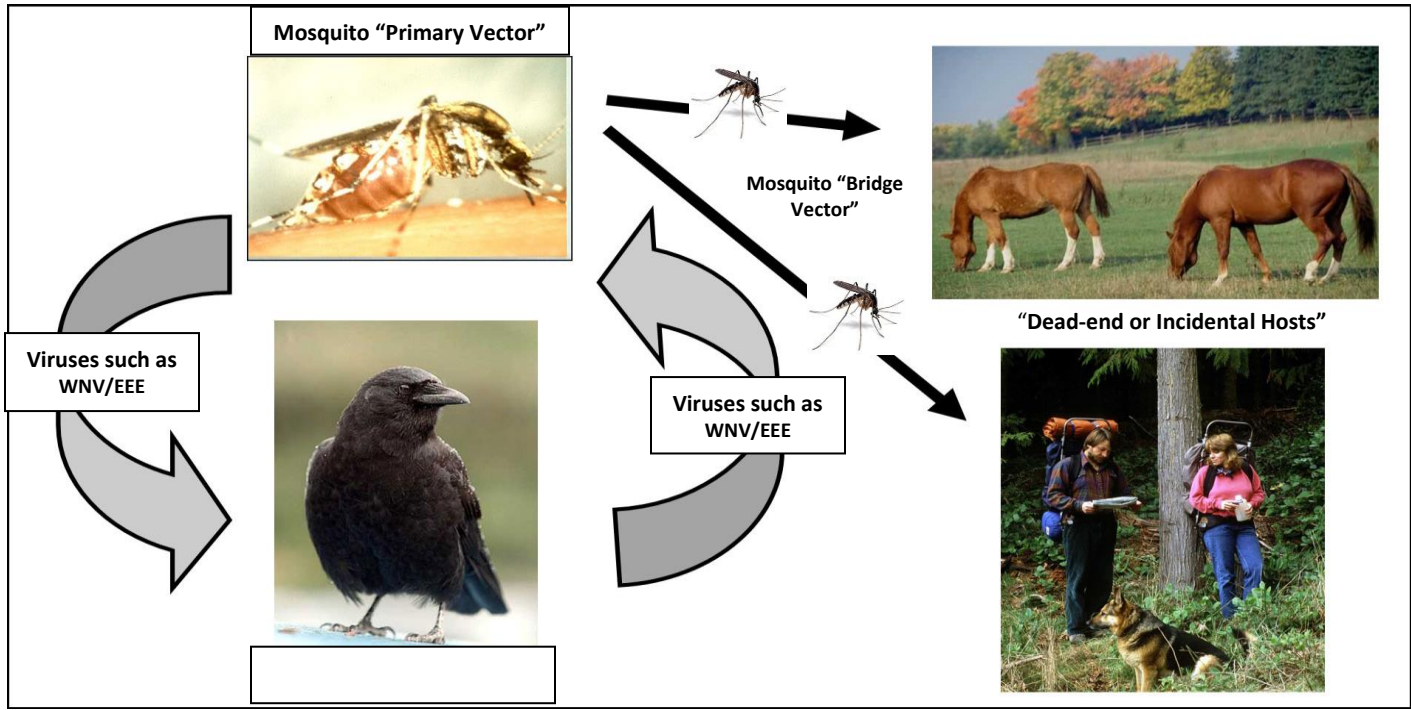 Mosquito “Primary Vector”
Mosquito “Bridge
Vector”
“Dead-end or Incidental Hosts”
Viruses such as
WNV/EEE
Viruses such as
WNV/EEE